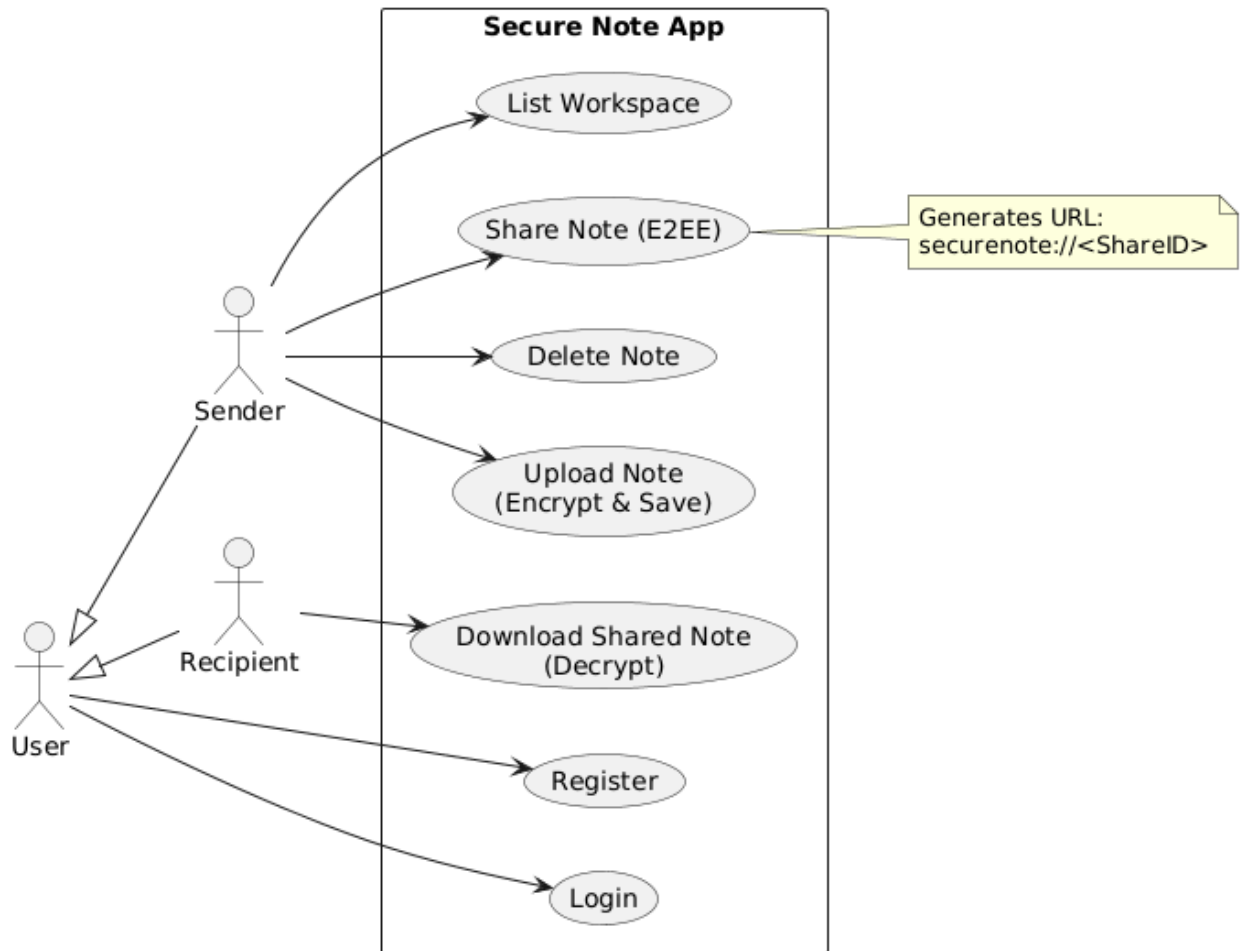 Secure Note App
List Workspace
Share Note (E2EE)
Generates URL:
securenote://<ShareID>
Delete Note
Sender
Upload Note
(Encrypt & Save)
Recipient
Download Shared Note
(Decrypt)
User
Register
Login